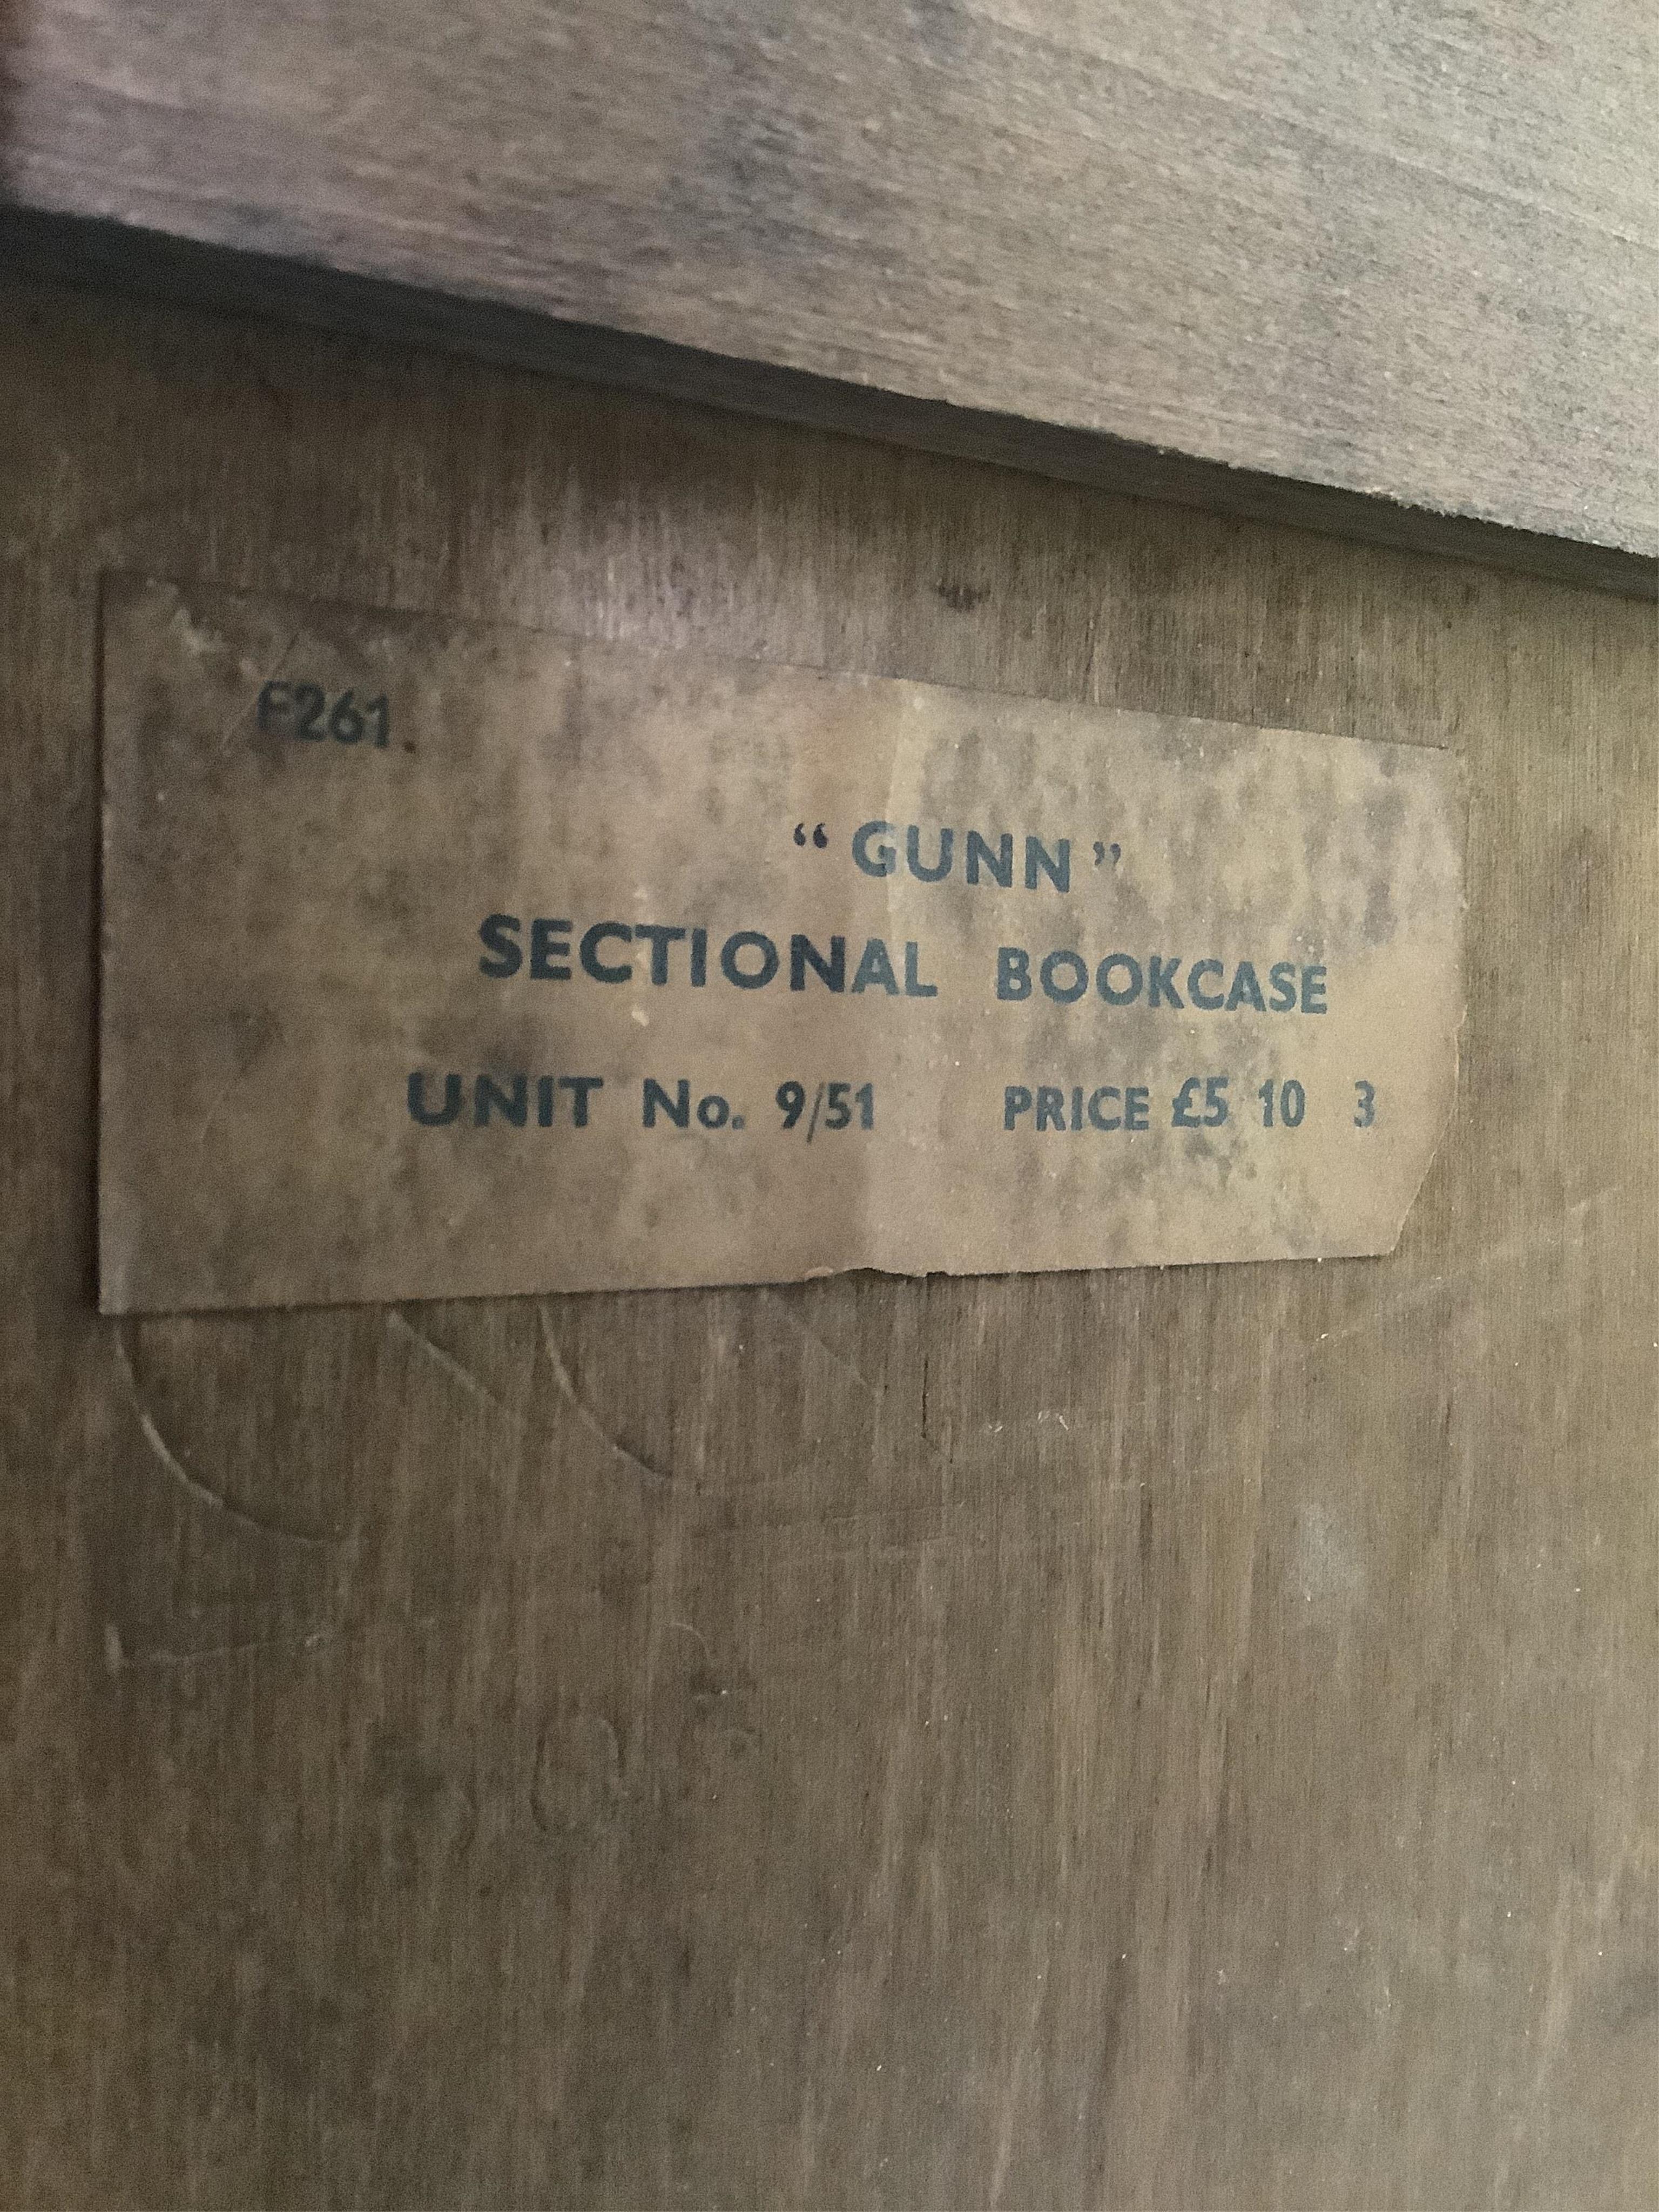 F261.
“GUNN”
SECTIONAL BOOKCASE
UNIT No. 9/51 PRICE £5 10 3